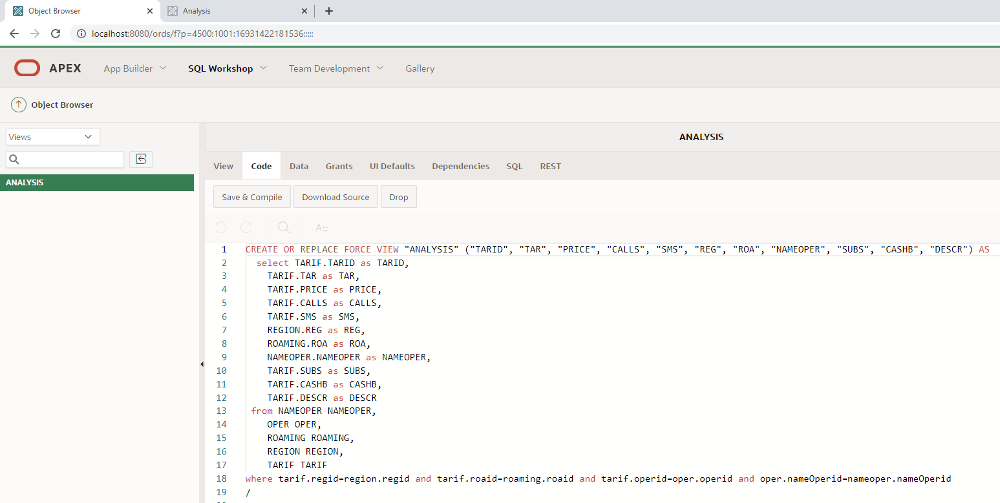 Object Browser
Analysis
localhost:8080/ords/f?p=4500:1001:16931422181536:::::
APEX App Builder SQL Workshop Team Development Gallery
Object Browser
Views
ANALYSIS
ANALYSIS
View Code Data Grants UI Defaults Dependencies SQL REST
Save & Compile Download Source Drop
A::
1 CREATE OR REPLACE FORCE VIEW "ANALYSIS" ("TARID", "TAR", "PRICE", "CALLS", "SMS", "REG", "ROA", "NAMEOPER", "SUBS", "CASHB", "DESCR") AS
2 select TARIF.TARID as TARID,
3 TARIF.TAR as TAR,
4 TARIF.PRICE as PRICE,
5 TARIF.CALLS as CALLS,
6 TARIF.SMS as SMS,
7 REGION.REG as REG,
8 ROAMING.ROA as ROA,
9 NAMEOPER.NAMEOPER as NAMEOPER,
10 TARIF.SUBS as SUBS,
11 TARIF.CASHB as CASHB,
12 TARIF.DESCR as DESCR
13 from NAMEOPER NAMEOPER,
14 OPER OPER,
15 ROAMING ROAMING,
16 REGION REGION,
17 TARIF TARIF
18 where tarif.regid=region.regid and tarif.roaid=roaming.roaid and tarif.operid=oper.operid and oper.nameOperid=nameoper.nameOperid
19 /